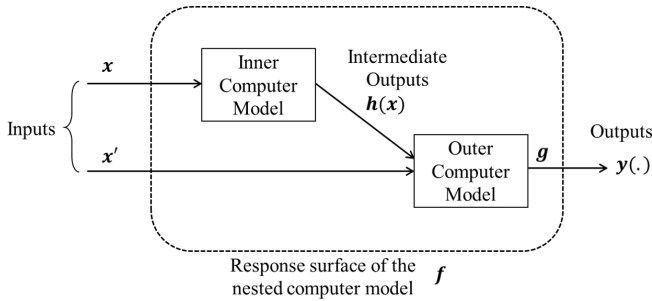 x
Inner
Computer
Model
Intermediate
Outputs
h(x)
Inputs
x′
Outer
Computer
Model
g
Outputs
y(.)
Response surface of the
nested computer model f